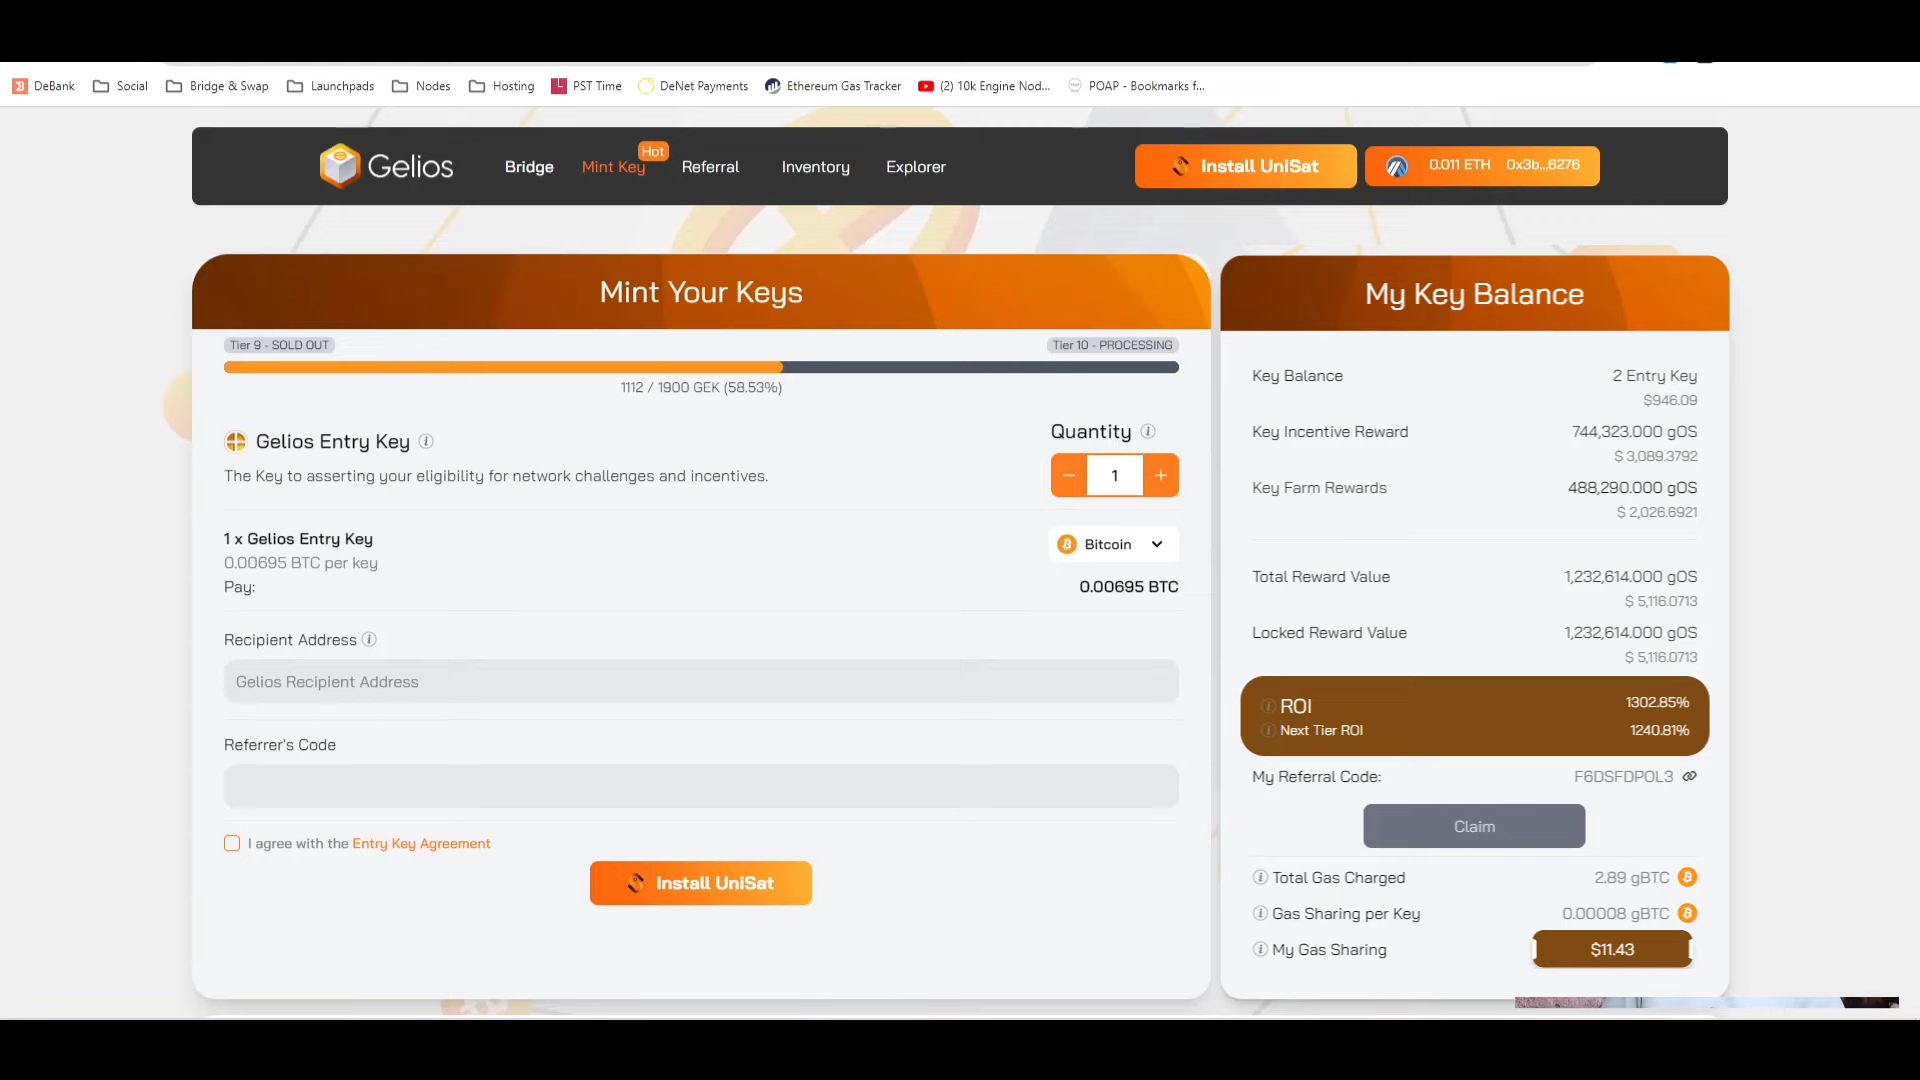 DeBank Social Bridge & Swap Launchpads Nodes Hosting PST Time DeNet Payments Ethereum Gas Tracker (2) 10k Engine Nod... POAP - Bookmarks f...
Gelios Bridge Mint Key Hot Referral Inventory Explorer Install UniSat 0.011 ETH 0x3b...6276
Mint Your Keys
Tier 9 - SOLD OUT Tier 10 - PROCESSING
1112 / 1900 GEK (58.53%)
Gelios Entry Key
Quantity
The Key to asserting your eligibility for network challenges and incentives.
− 1 +
1 x Gelios Entry Key
Bitcoin
0.00695 BTC per key
Pay: 0.00695 BTC
Recipient Address
Gelios Recipient Address
Referrer's Code
I agree with the Entry Key Agreement
Install UniSat
My Key Balance
Key Balance 2 Entry Key
$946.09
Key Incentive Reward 744,323.000 gOS
$ 3,089.3792
Key Farm Rewards 488,290.000 gOS
$ 2,026.6921
Total Reward Value 1,232,614.000 gOS
$ 5,116.0713
Locked Reward Value 1,232,614.000 gOS
$ 5,116.0713
ROI 1302.85%
Next Tier ROI 1240.81%
My Referral Code: F6DSFDPOL3
Claim
Total Gas Charged 2.89 gBTC
Gas Sharing per Key 0.00008 gBTC
My Gas Sharing $11.43